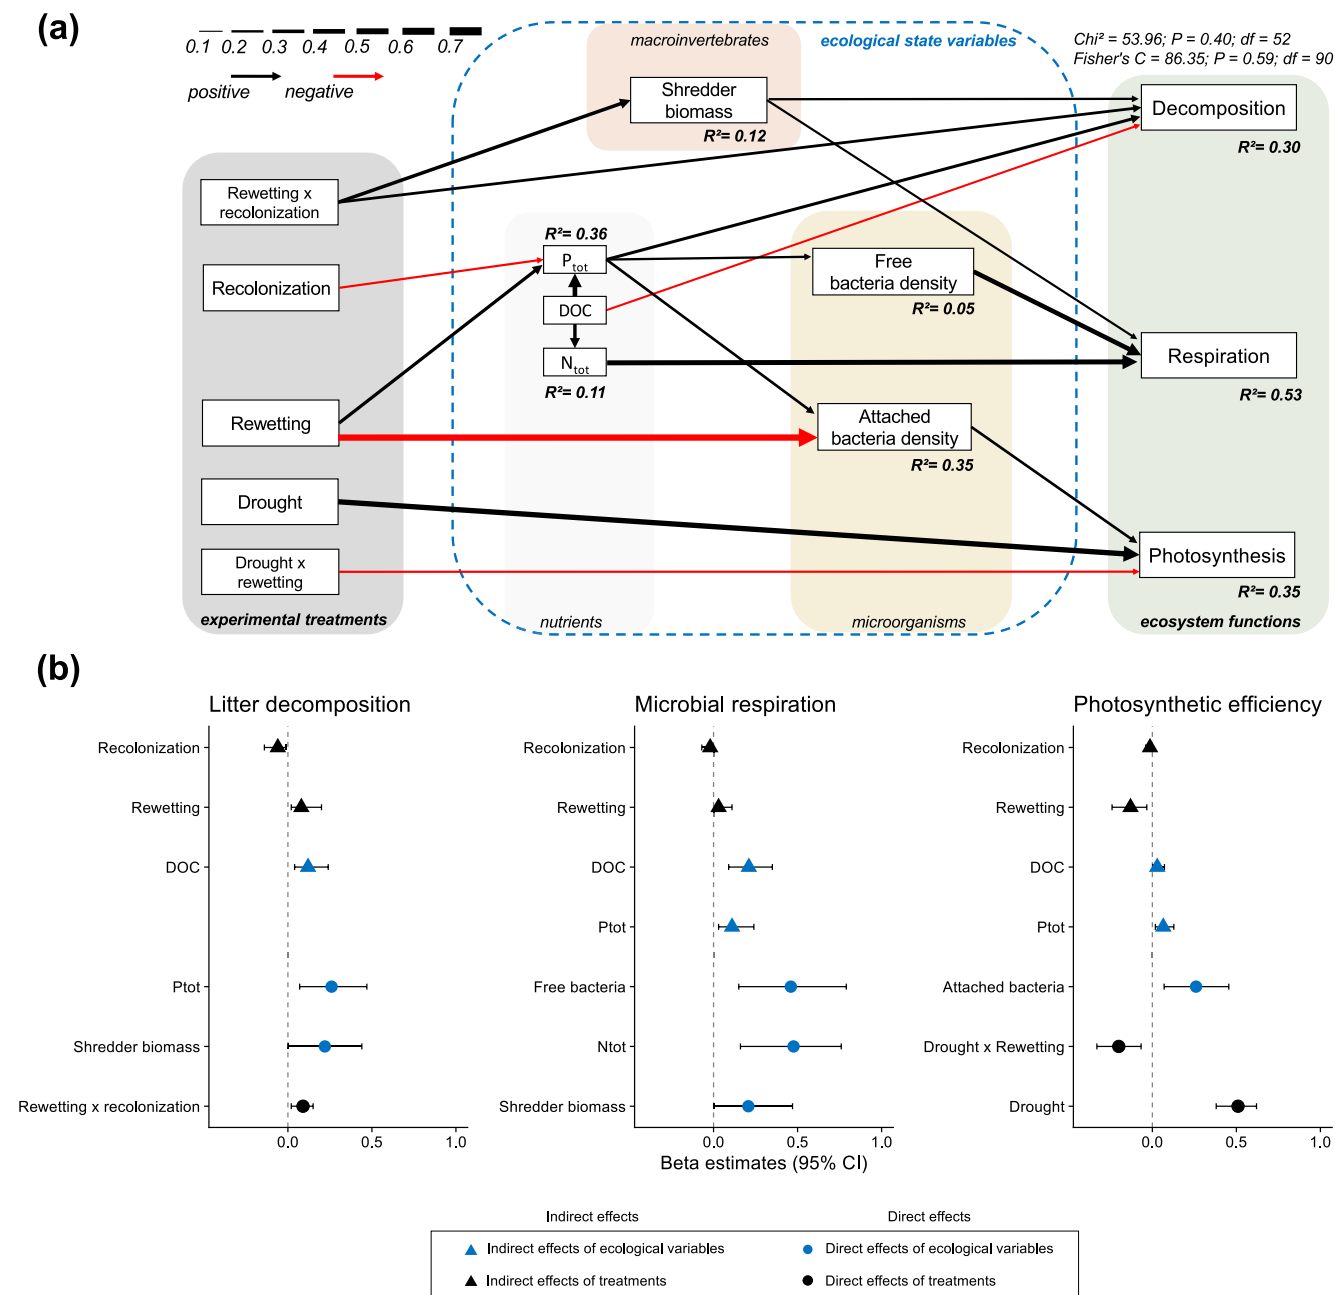 (a)
0.1 0.2 0.3 0.4 0.5 0.6 0.7
positive negative
macroinvertebrates
ecological state variables
Chi² = 53.96; P = 0.40; df = 52
Fisher's C = 86.35; P = 0.59; df = 90
Shredder
biomass
R²= 0.12
Decomposition
R²= 0.30
Rewetting x
recolonization
R²= 0.36
Ptot
Recolonization
DOC
Free
bacteria density
R²= 0.05
Ntot
R²= 0.11
Respiration
R²= 0.53
Rewetting
Attached
bacteria density
R²= 0.35
Drought
Drought x
rewetting
Photosynthesis
R²= 0.35
experimental treatments
nutrients
microorganisms
ecosystem functions
(b)
Litter decomposition
Recolonization
Rewetting
DOC
Ptot
Shredder biomass
Rewetting x recolonization
0.0 0.5 1.0
Microbial respiration
Recolonization
Rewetting
DOC
Ptot
Free bacteria
Ntot
Shredder biomass
0.0 0.5 1.0
Beta estimates (95% CI)
Photosynthetic efficiency
Recolonization
Rewetting
DOC
Ptot
Attached bacteria
Drought x Rewetting
Drought
0.0 0.5 1.0
Indirect effects
Direct effects
Indirect effects of ecological variables
Direct effects of ecological variables
Indirect effects of treatments
Direct effects of treatments